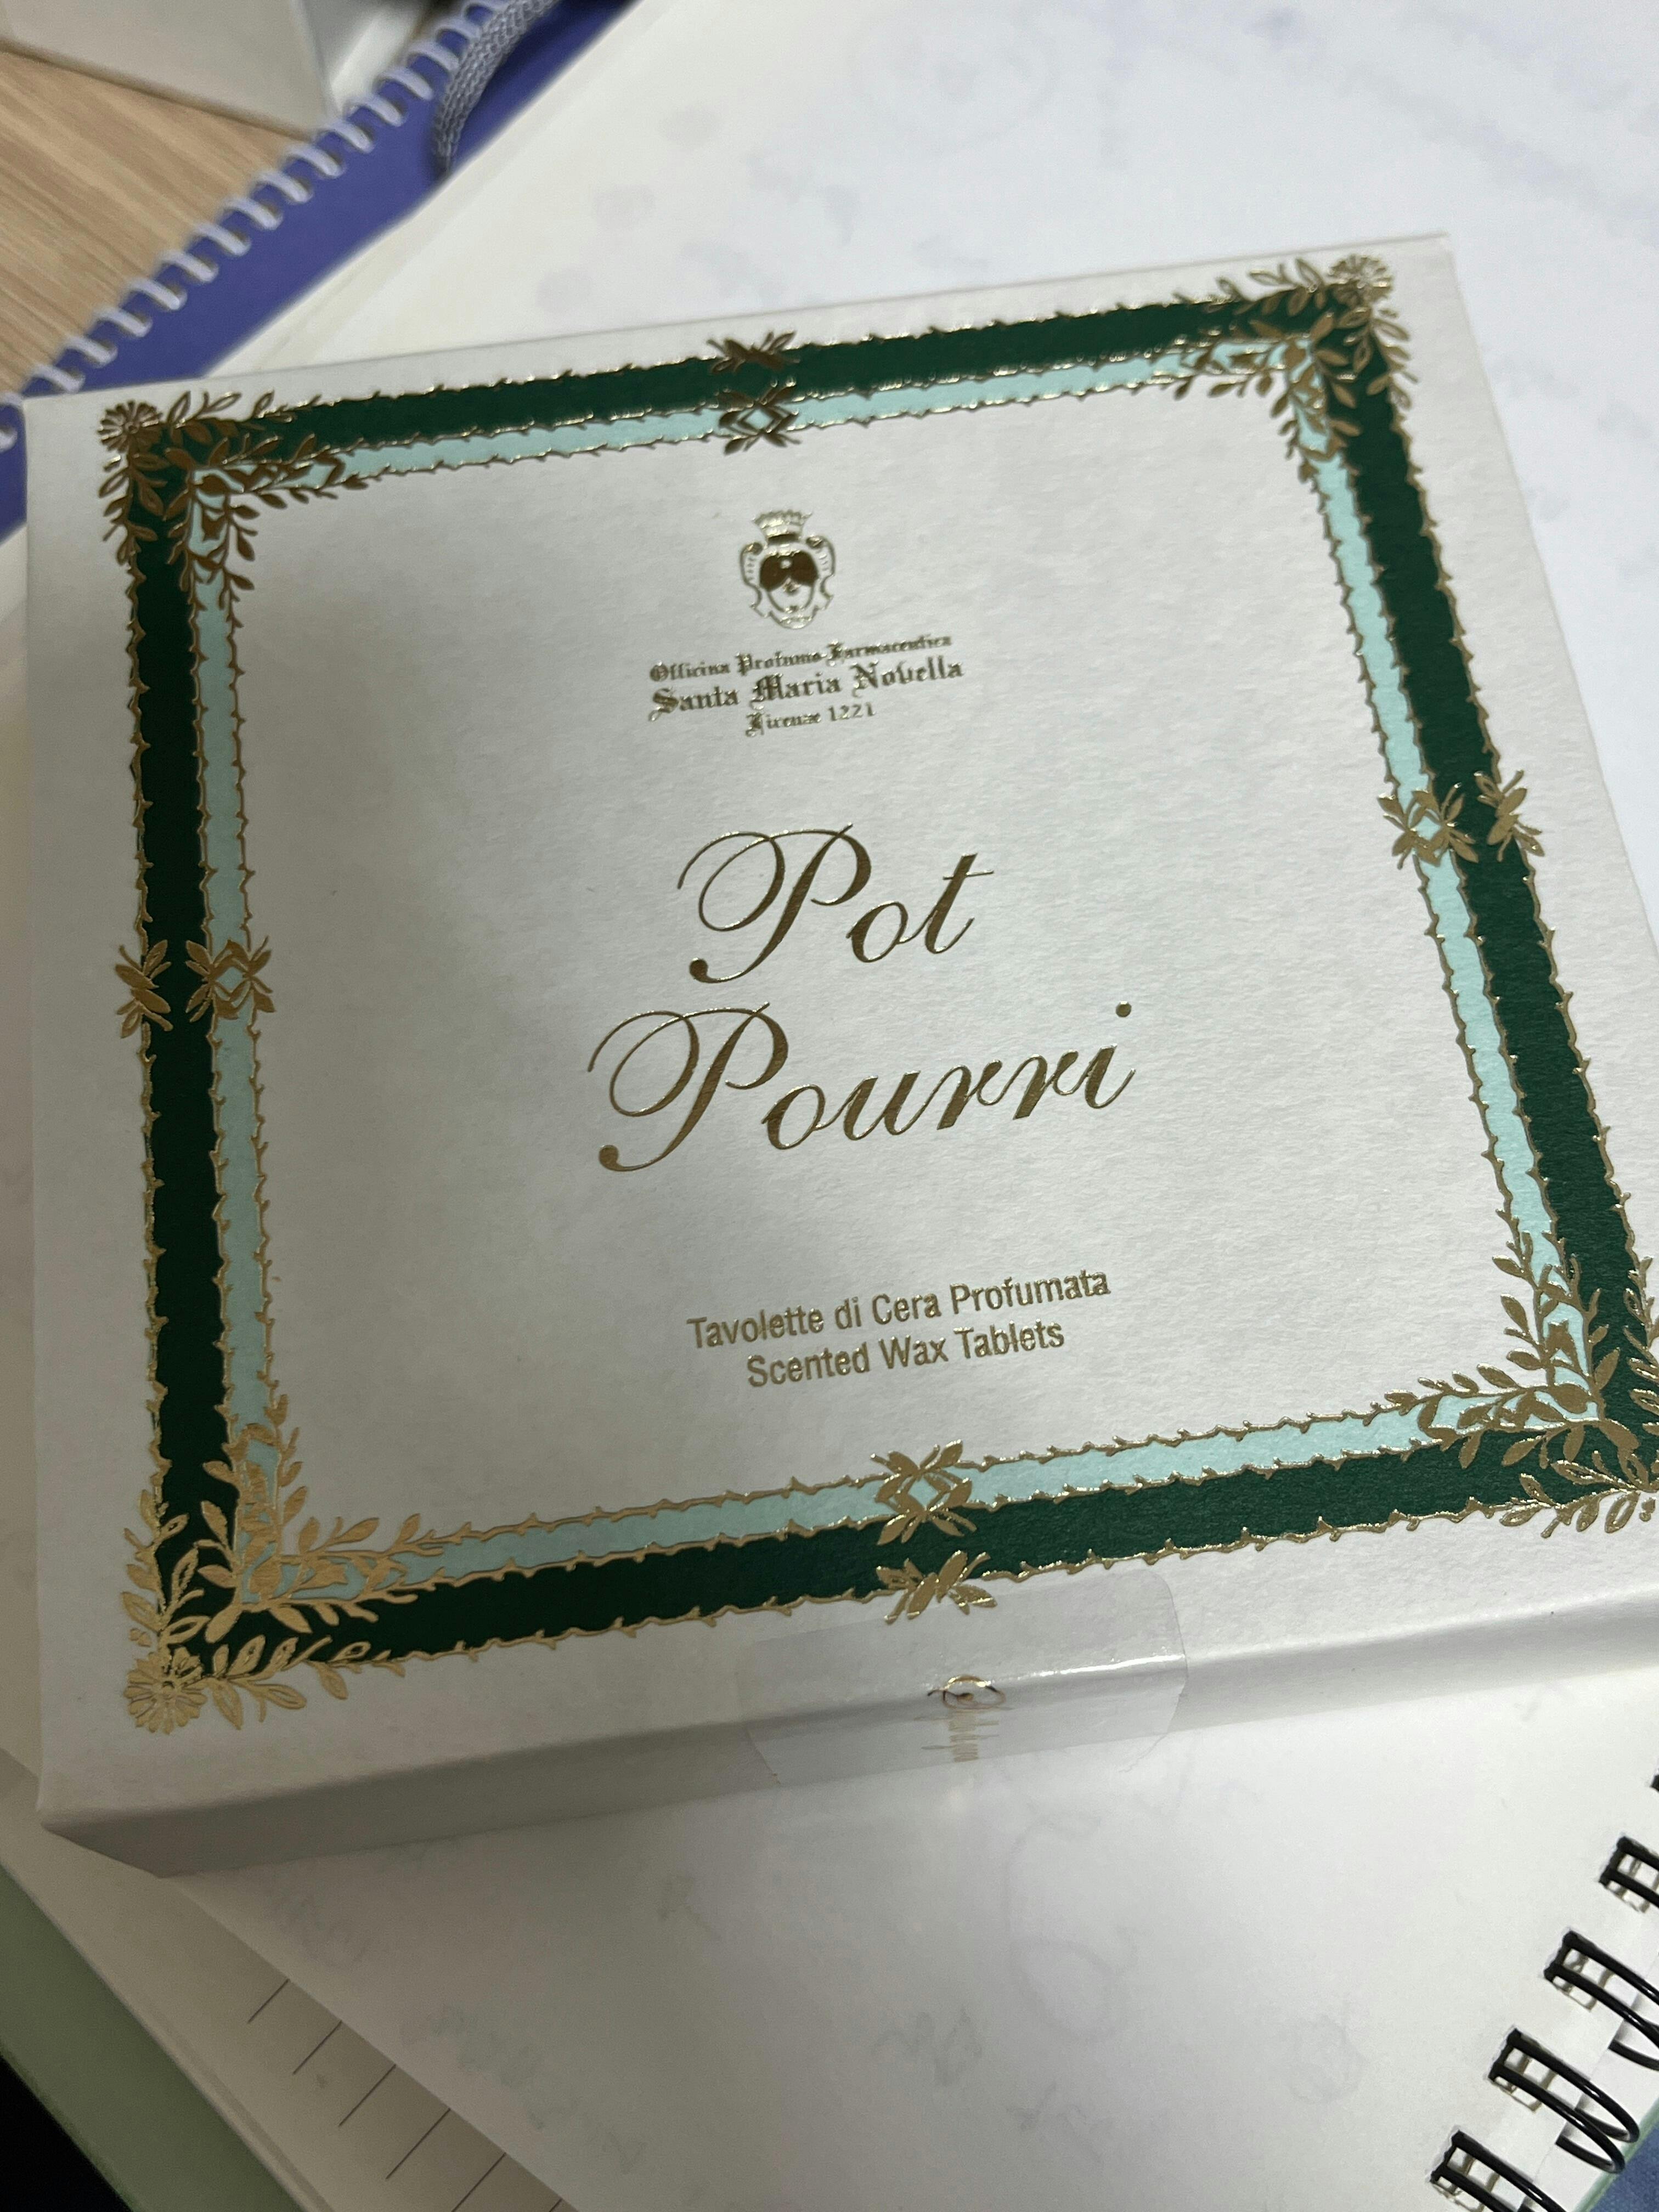 Officina Profumo-Farmaceutica
Santa Maria Novella
Firenze 1221
Pot
Pourri
Tavolette di Cera Profumata
Scented Wax Tablets